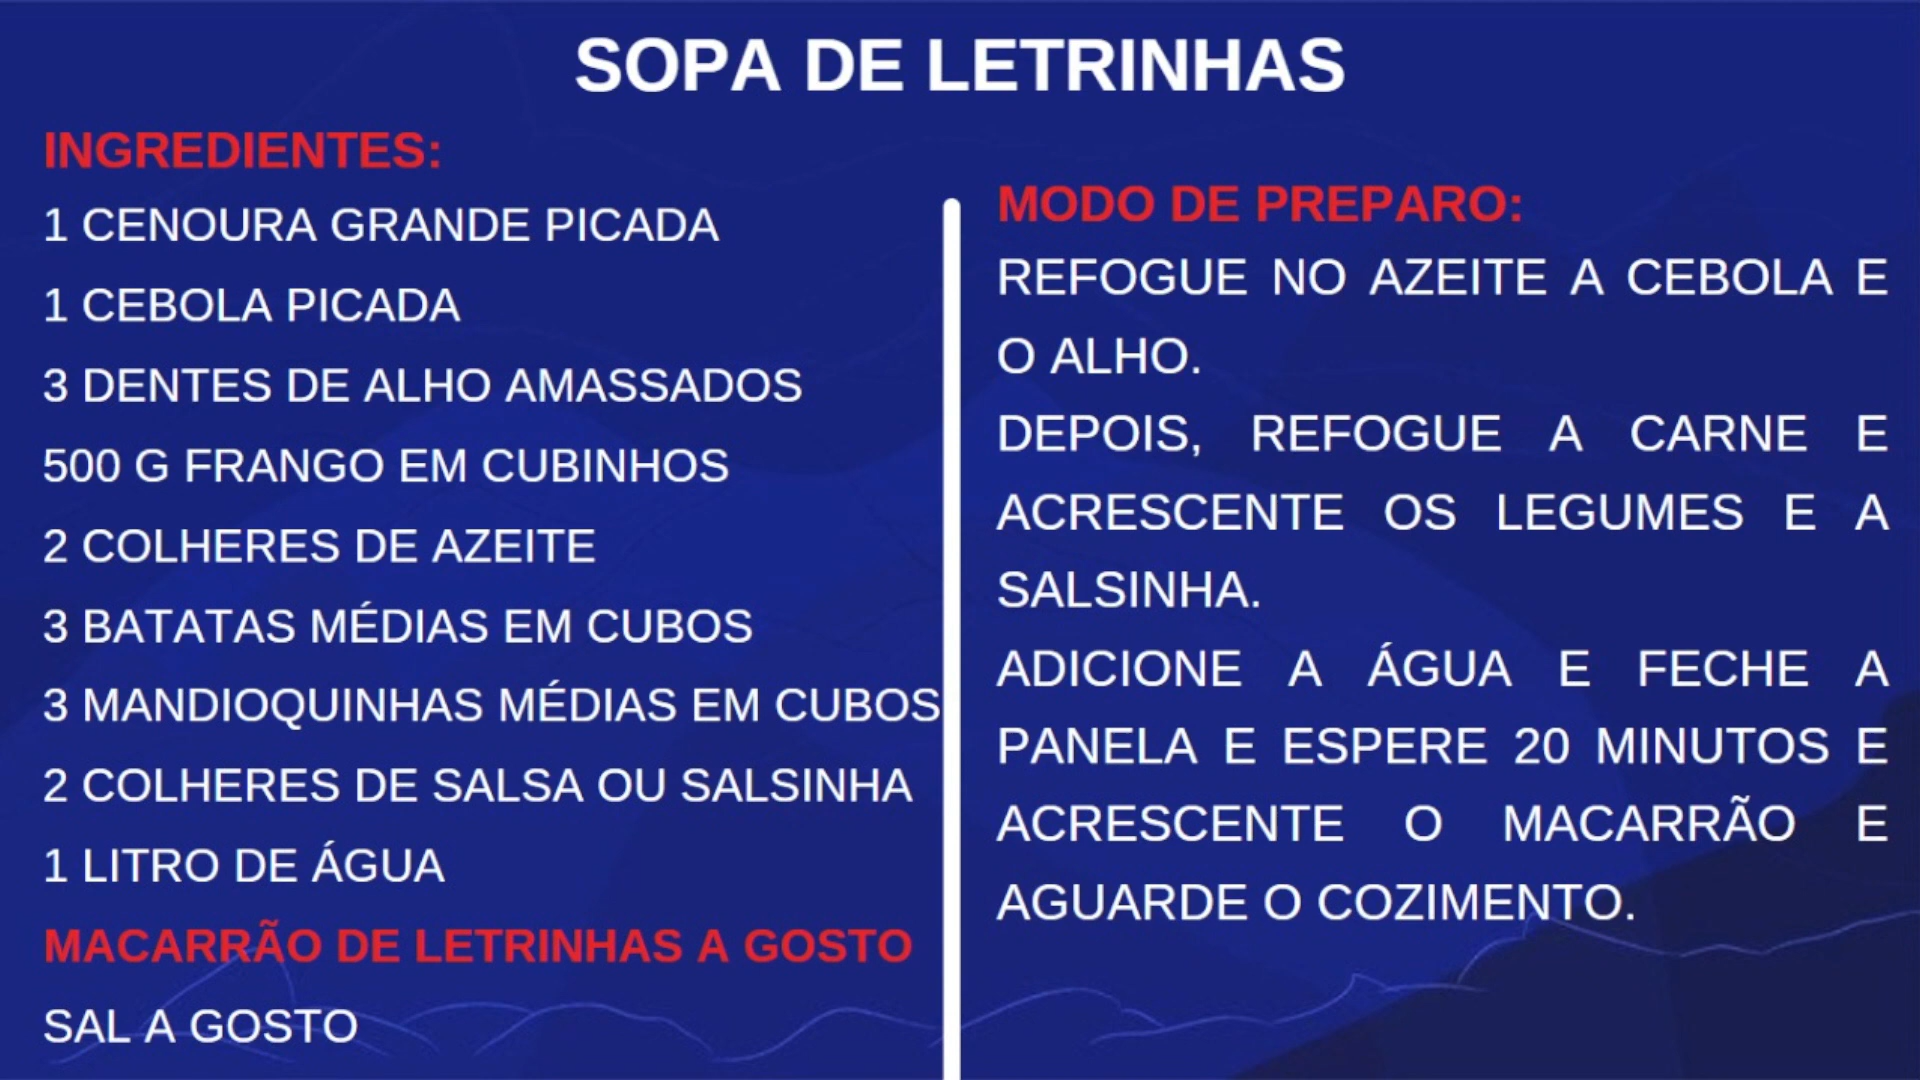 SOPA DE LETRINHAS
INGREDIENTES:
1 CENOURA GRANDE PICADA
1 CEBOLA PICADA
3 DENTES DE ALHO AMASSADOS
500 G FRANGO EM CUBINHOS
2 COLHERES DE AZEITE
3 BATATAS MÉDIAS EM CUBOS
3 MANDIOQUINHAS MÉDIAS EM CUBOS
2 COLHERES DE SALSA OU SALSINHA
1 LITRO DE ÁGUA
MACARRÃO DE LETRINHAS A GOSTO
SAL A GOSTO
MODO DE PREPARO:
REFOGUE NO AZEITE A CEBOLA E
O ALHO.
DEPOIS, REFOGUE A CARNE E
ACRESCENTE OS LEGUMES E A
SALSINHA.
ADICIONE A ÁGUA E FECHE A
PANELA E ESPERE 20 MINUTOS E
ACRESCENTE O MACARRÃO E
AGUARDE O COZIMENTO.